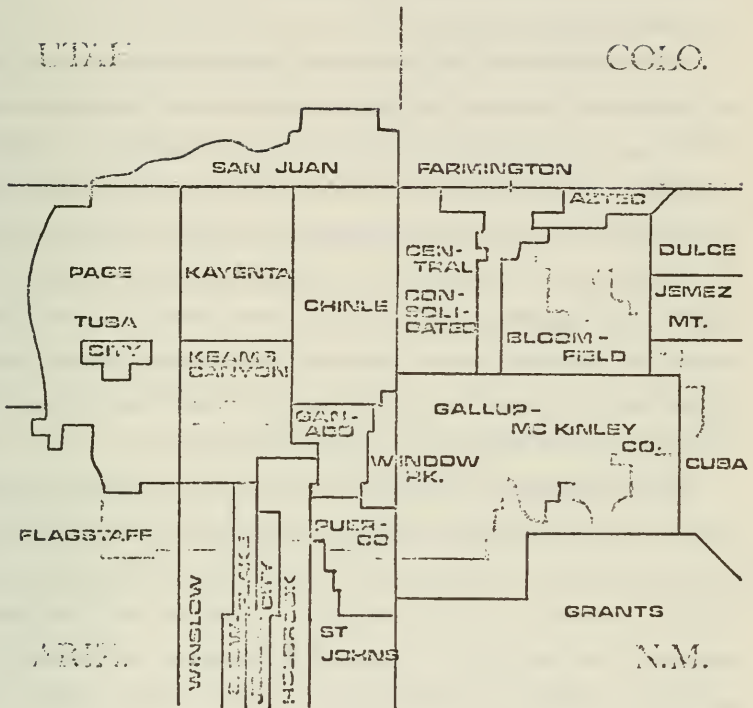 UTAH
COLO.
SAN JUAN
FARMINGTON
AZTEC
CEN-
TRAL
CON-
SOLI-
DATED
DULCE
PAGE
KAYENTA
CHINLE
JEMEZ
MT.
TUBA
CITY
KEAMS
CANYON
BLOOM-
FIELD
GAN-
ADO
GALLUP-
MC KINLEY
CO.
WINDOW
RK.
CUBA
FLAGSTAFF
PUER-
CO
WINSLOW
CITY
HOLBROOK
GRANTS
ST
JOHNS
ARIZ.
N.M.